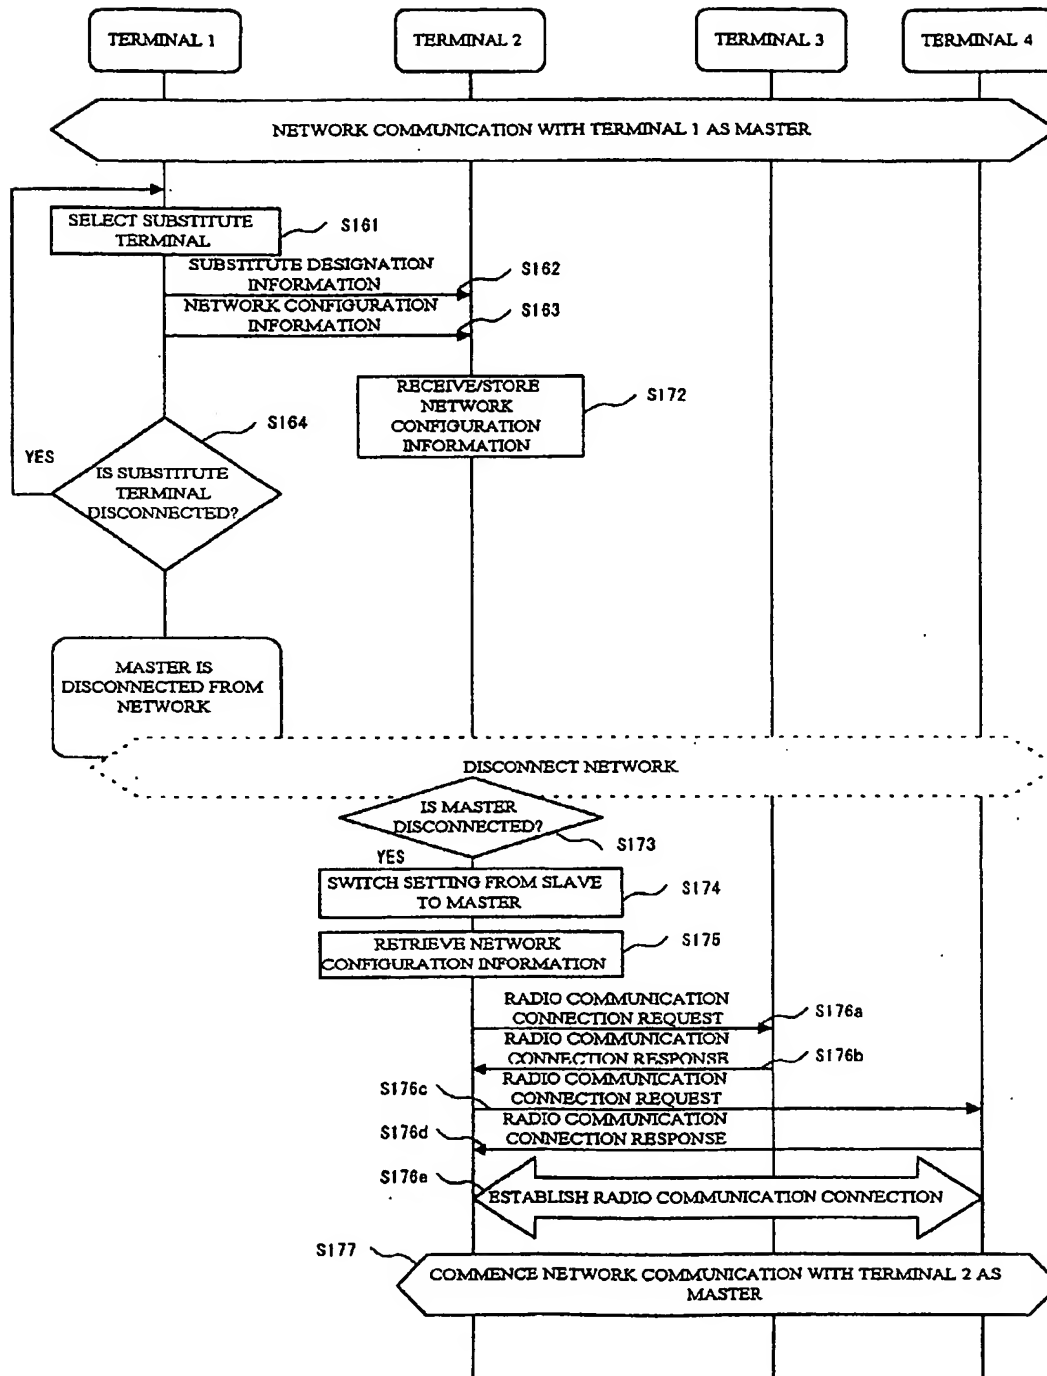 TERMINAL 1
TERMINAL 2
TERMINAL 3
TERMINAL 4
NETWORK COMMUNICATION WITH TERMINAL 1 AS MASTER
SELECT SUBSTITUTE
TERMINAL
S161
SUBSTITUTE DESIGNATION
INFORMATION
S162
NETWORK CONFIGURATION
INFORMATION
S163
RECEIVE/STORE
NETWORK
CONFIGURATION
INFORMATION
S172
S164
YES
IS SUBSTITUTE
TERMINAL
DISCONNECTED?
MASTER IS
DISCONNECTED FROM
NETWORK
DISCONNECT NETWORK
IS MASTER
DISCONNECTED?
S173
YES
SWITCH SETTING FROM SLAVE
TO MASTER
S174
RETRIEVE NETWORK
CONFIGURATION INFORMATION
S175
RADIO COMMUNICATION
CONNECTION REQUEST
S176a
RADIO COMMUNICATION
CONNECTION RESPONSE
S176b
RADIO COMMUNICATION
CONNECTION REQUEST
S176c
RADIO COMMUNICATION
CONNECTION RESPONSE
S176d
S176e
ESTABLISH RADIO COMMUNICATION CONNECTION
S177
COMMENCE NETWORK COMMUNICATION WITH TERMINAL 2 AS
MASTER